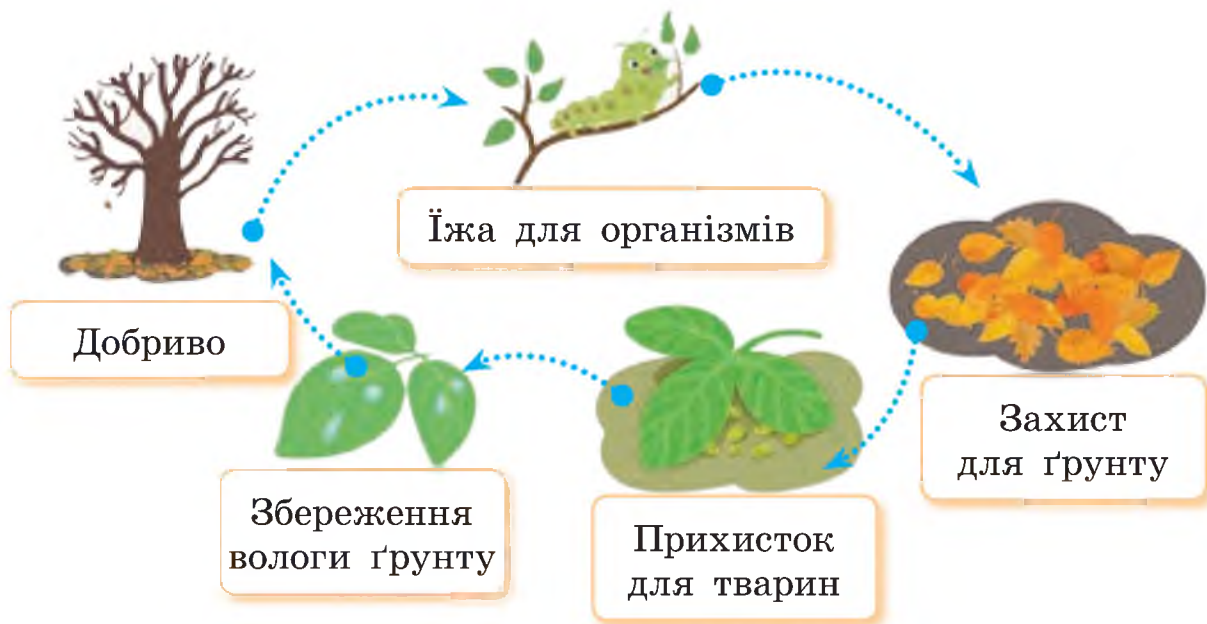 Їжа для організмів
Добриво
Захист
для ґрунту
Збереження
вологи ґрунту
Прихисток
для тварин